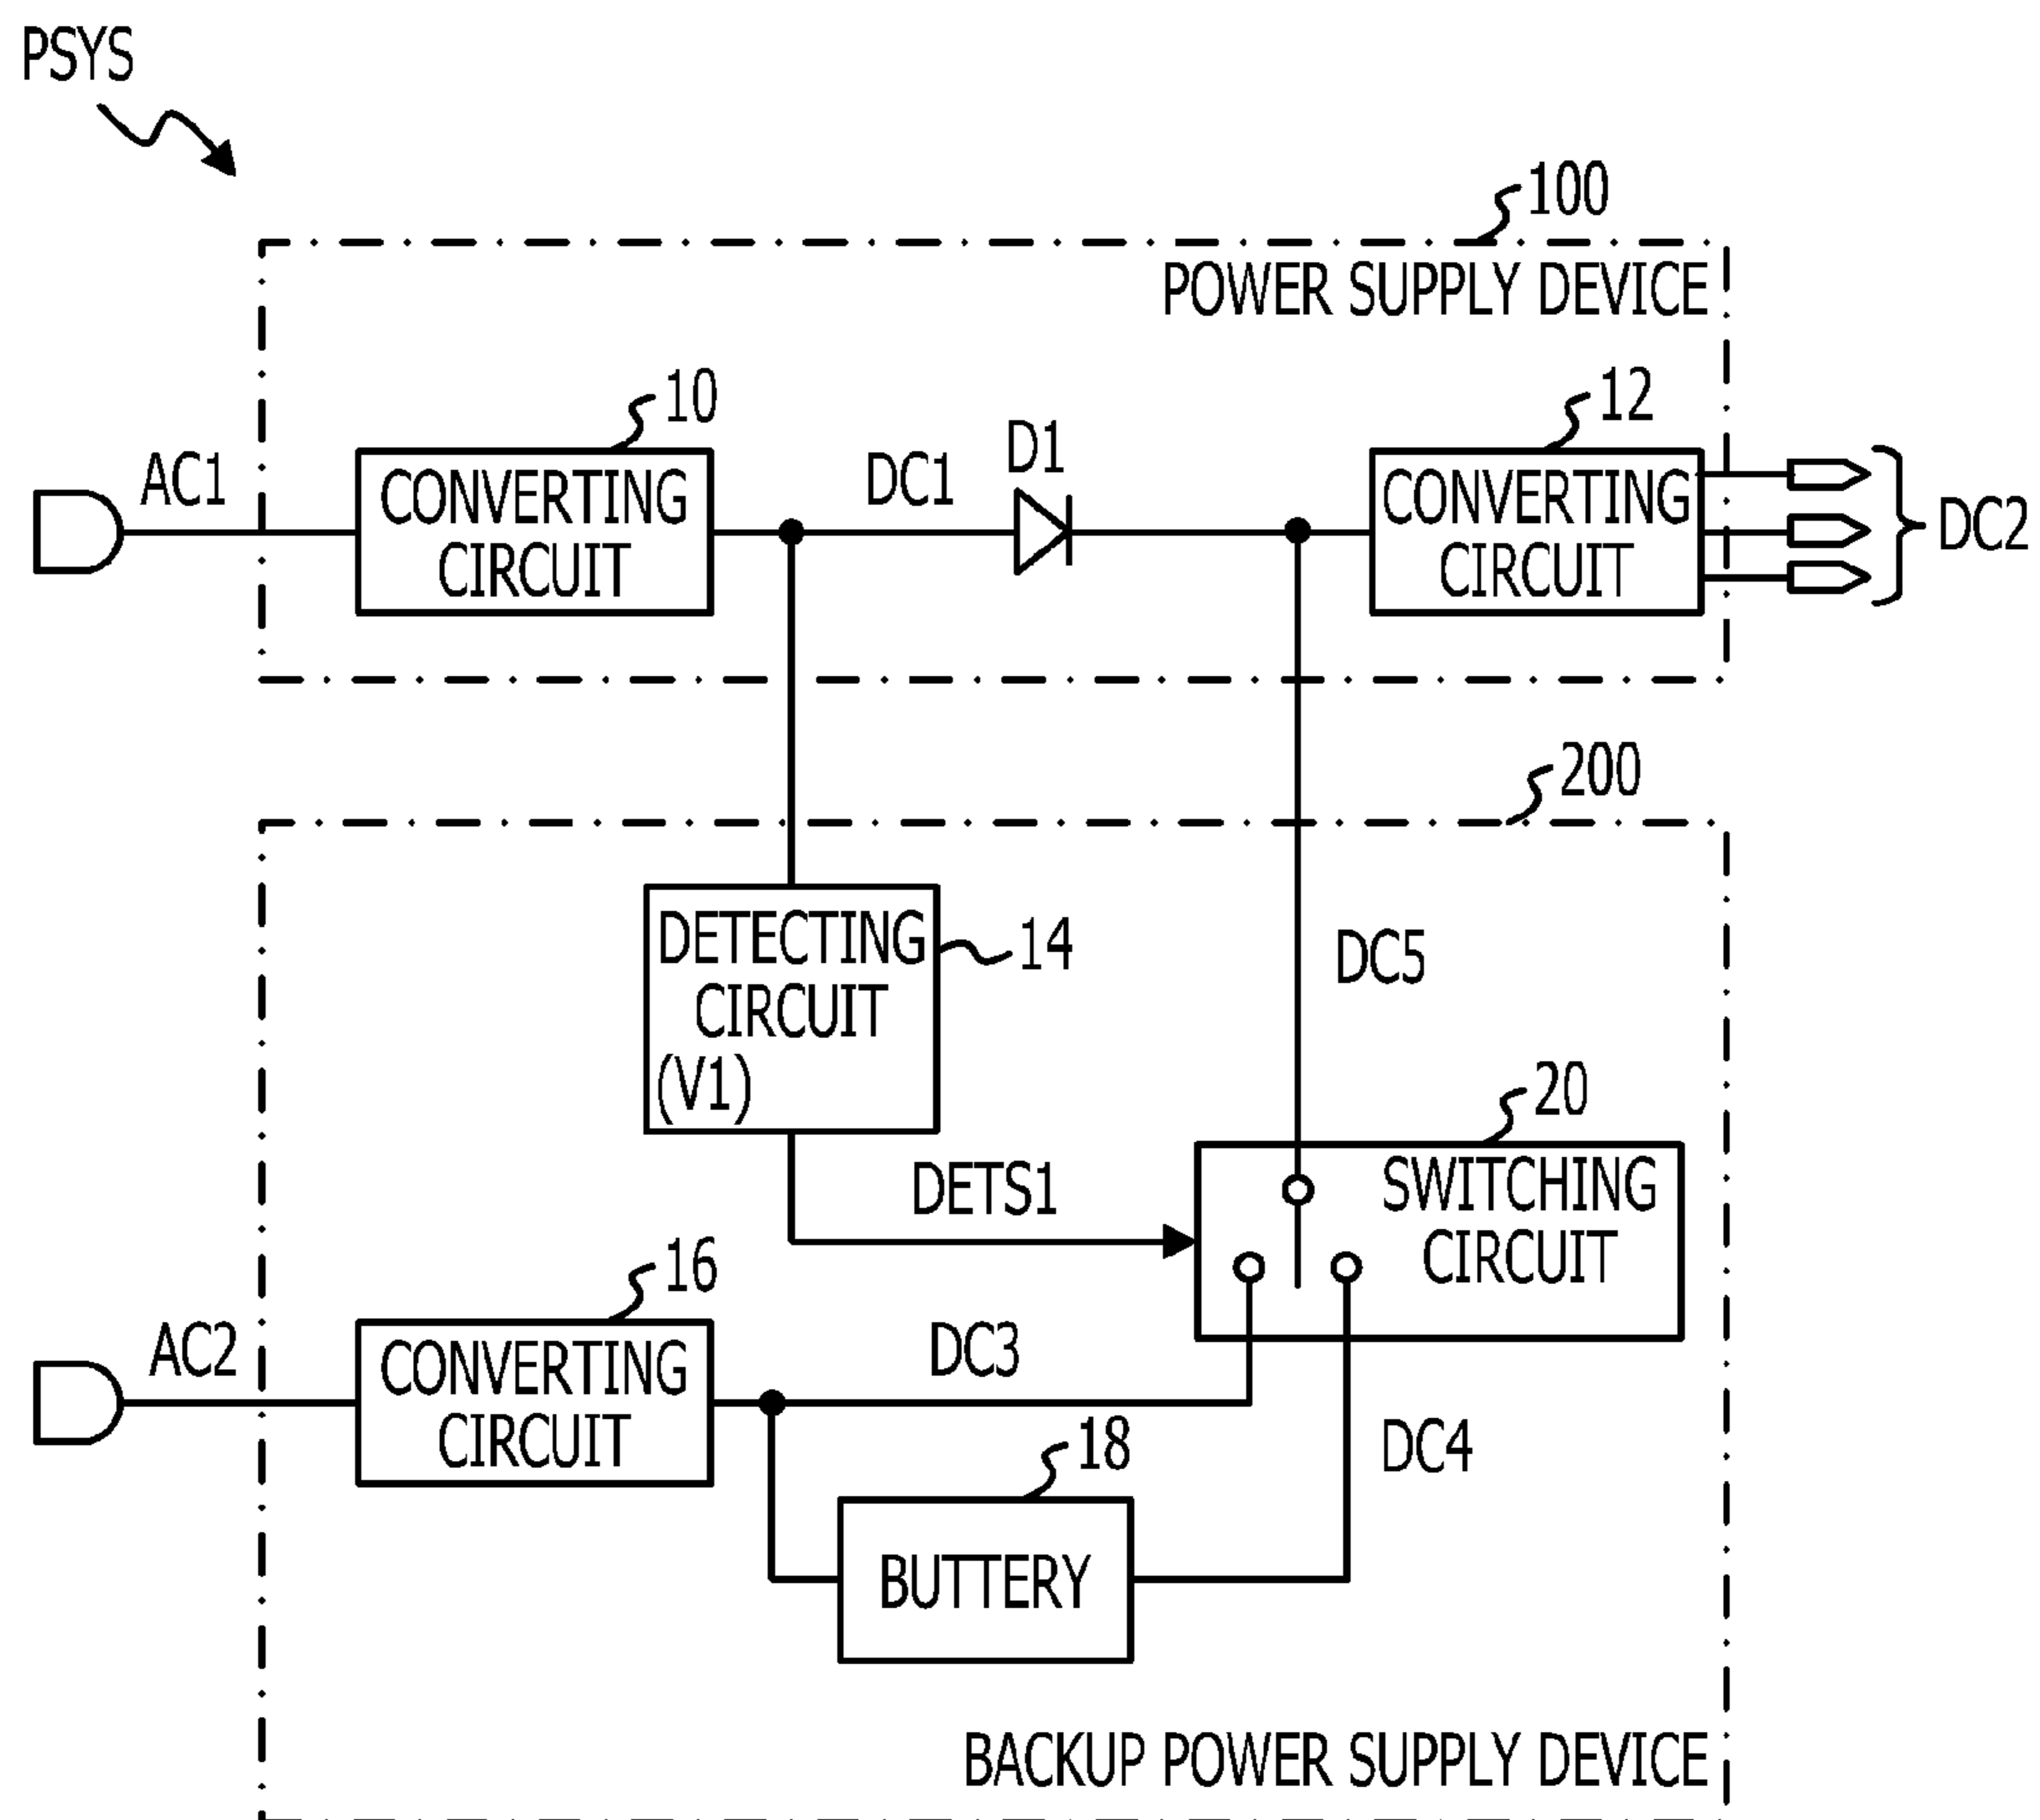 PSYS
100
POWER SUPPLY DEVICE
10
12
AC1
CONVERTING
CIRCUIT
DC1
D1
CONVERTING
CIRCUIT
DC2
200
DETECTING
CIRCUIT
(V1)
14
DC5
20
DETS1
SWITCHING
CIRCUIT
16
AC2
CONVERTING
CIRCUIT
DC3
18
DC4
BUTTERY
BACKUP POWER SUPPLY DEVICE